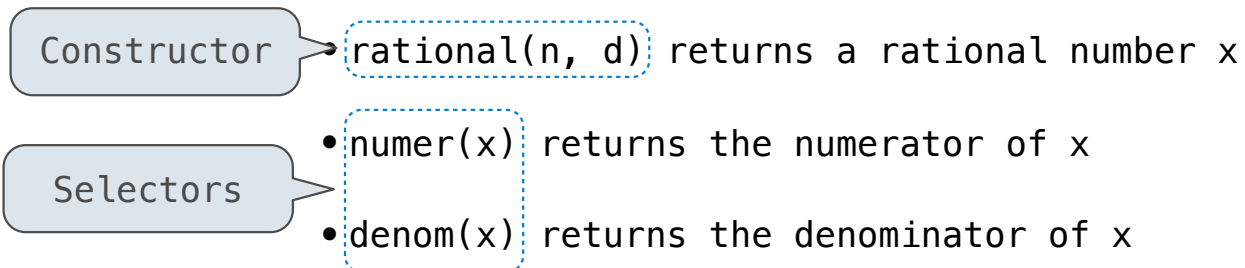 Constructor
• rational(n, d) returns a rational number x
• numer(x) returns the numerator of x
Selectors
• denom(x) returns the denominator of x